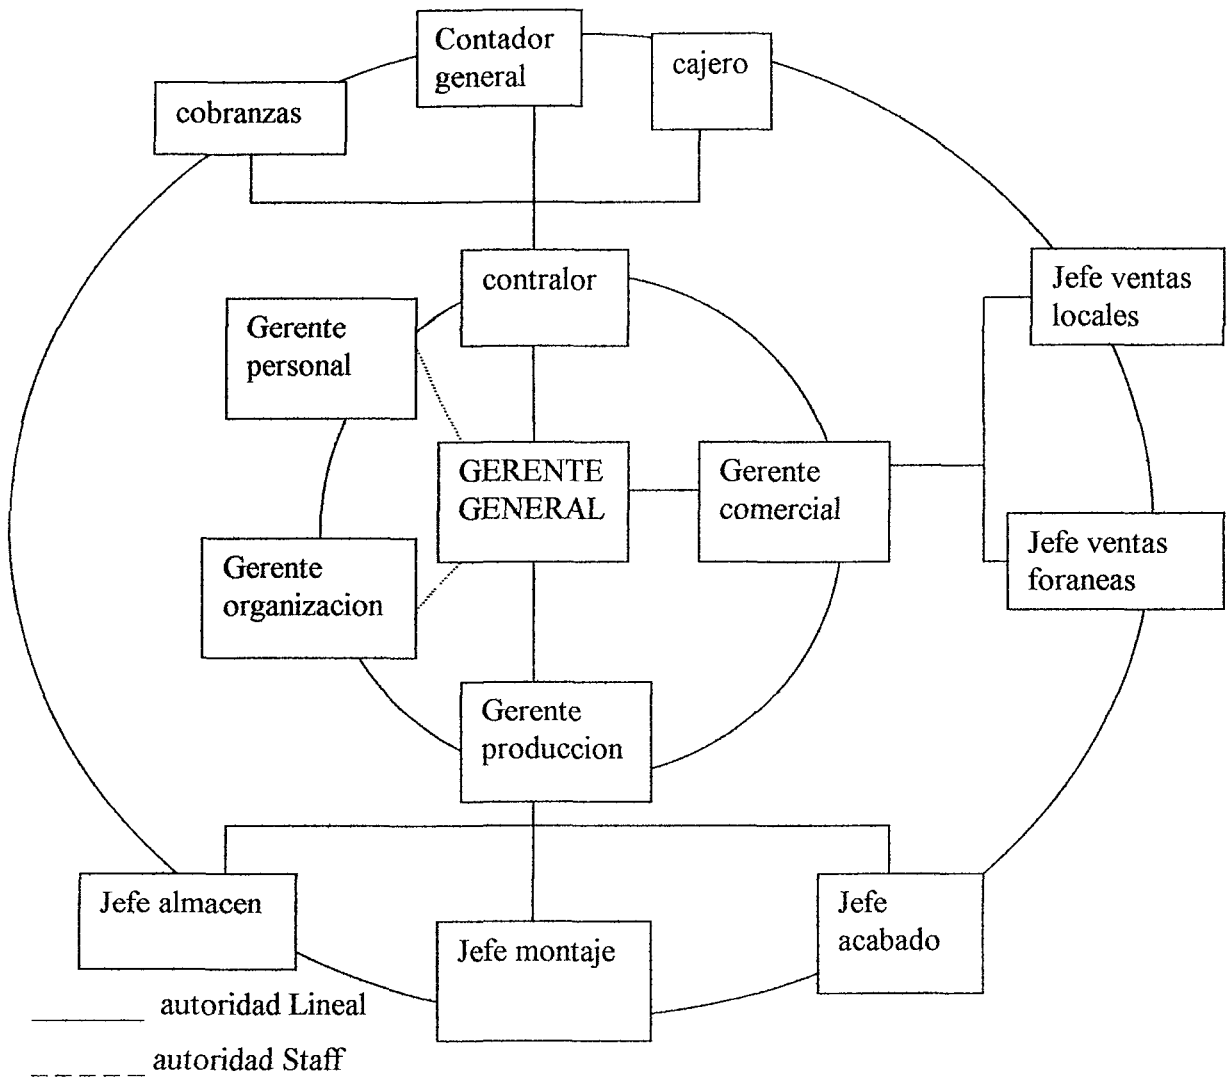 Contador
general
cajero
cobranzas
contralor
Jefe ventas
locales
Gerente
personal
GERENTE
GENERAL
Gerente
comercial
Gerente
organizacion
Jefe ventas
foraneas
Gerente
produccion
Jefe almacen
Jefe montaje
Jefe
acabado
autoridad Lineal
autoridad Staff